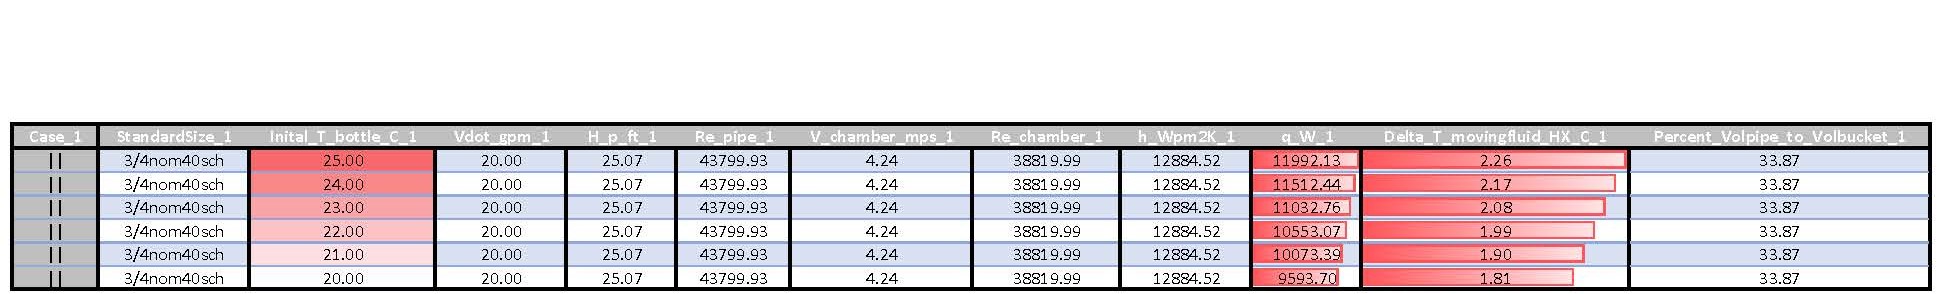 Case_1 StandardSize_1 Inital_T_bottle_C_1 Vdot_gpm_1 H_p_ft_1 Re_pipe_1 V_chamber_mps_1 Re_chamber_1 h_Wpm2K_1 q_W_1 Delta_T_movingfluid_HX_C_1 Percent_Volpipe_to_Volbucket_1
II 3/4nom40sch 25.00 20.00 25.07 43799.93 4.24 38819.99 12884.52 11992.13 2.26 33.87
II 3/4nom40sch 24.00 20.00 25.07 43799.93 4.24 38819.99 12884.52 11512.44 2.17 33.87
II 3/4nom40sch 23.00 20.00 25.07 43799.93 4.24 38819.99 12884.52 11032.76 2.08 33.87
II 3/4nom40sch 22.00 20.00 25.07 43799.93 4.24 38819.99 12884.52 10553.07 1.99 33.87
II 3/4nom40sch 21.00 20.00 25.07 43799.93 4.24 38819.99 12884.52 10073.39 1.90 33.87
II 3/4nom40sch 20.00 20.00 25.07 43799.93 4.24 38819.99 12884.52 9593.70 1.81 33.87